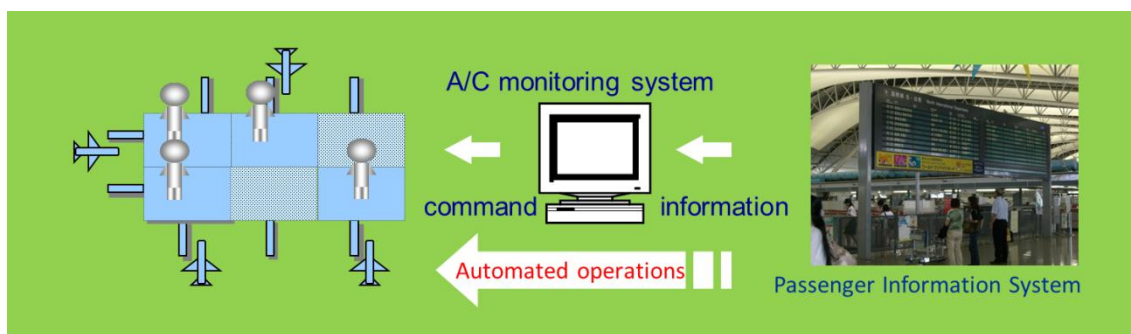 A/C monitoring system
command
information
Automated operations
Passenger Information System